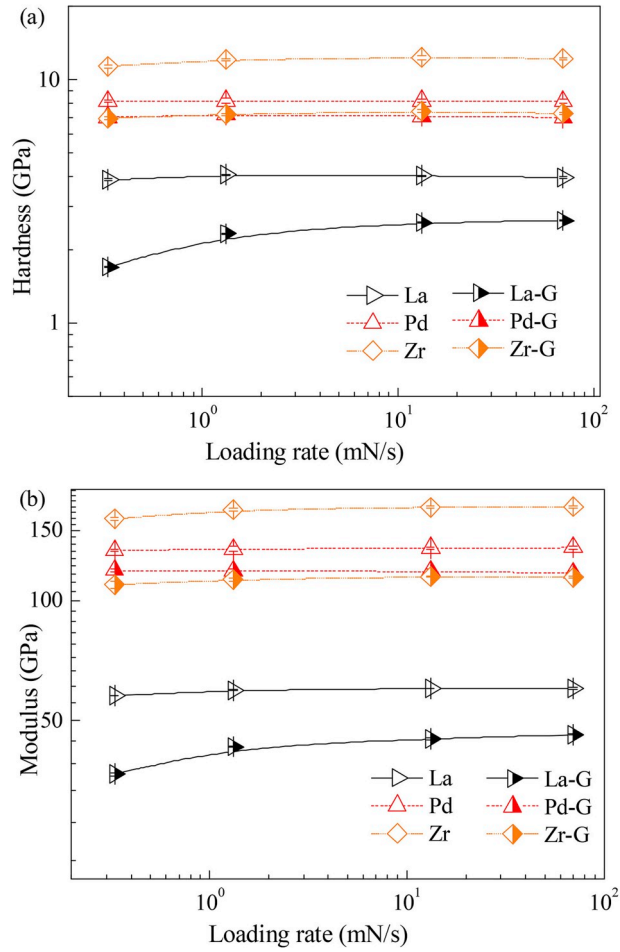 (a)
10
1
Hardness (GPa)
La La-G
Pd Pd-G
Zr Zr-G
10⁰ 10¹ 10²
Loading rate (mN/s)
(b)
150
100
50
Modulus (GPa)
La La-G
Pd Pd-G
Zr Zr-G
10⁰ 10¹ 10²
Loading rate (mN/s)